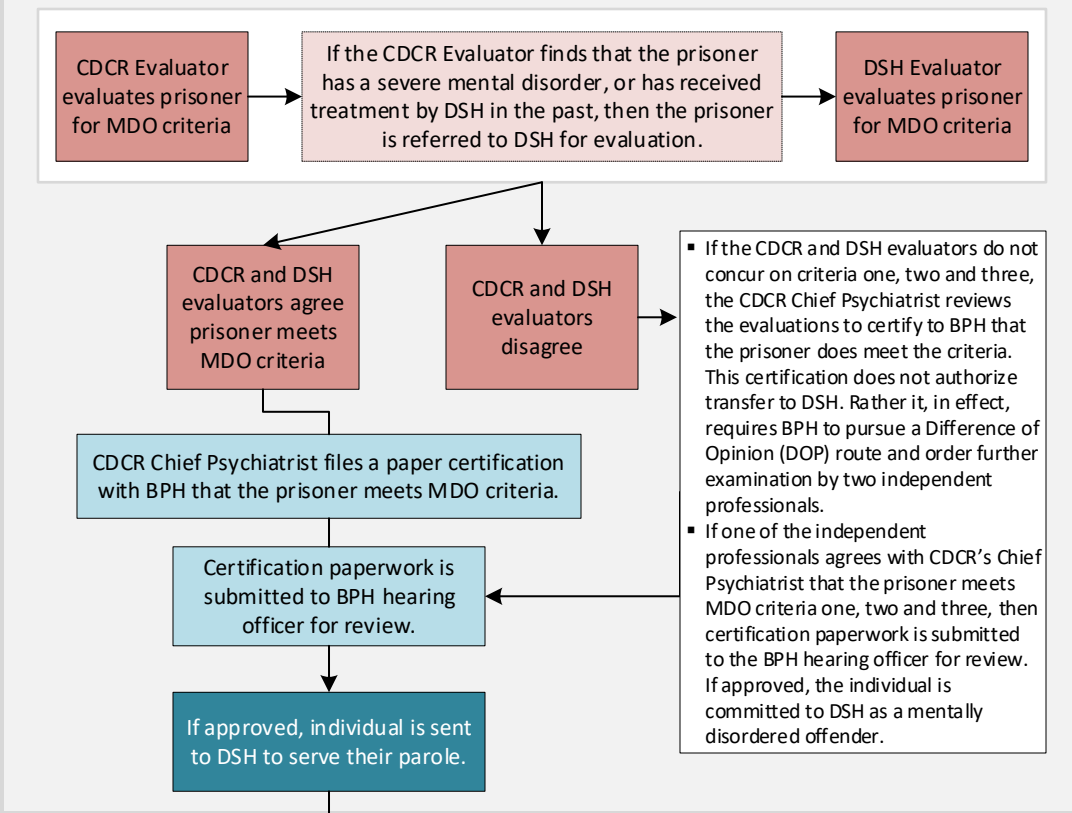 CDCR Evaluator
evaluates prisoner
for MDO criteria
If the CDCR Evaluator finds that the prisoner
has a severe mental disorder, or has received
treatment by DSH in the past, then the prisoner
is referred to DSH for evaluation.
DSH Evaluator
evaluates prisoner
for MDO criteria
CDCR and DSH
evaluators agree
prisoner meets
MDO criteria
CDCR and DSH
evaluators
disagree
▪ If the CDCR and DSH evaluators do not
concur on criteria one, two and three,
the CDCR Chief Psychiatrist reviews
the evaluations to certify to BPH that
the prisoner does meet the criteria.
This certification does not authorize
transfer to DSH. Rather it, in effect,
requires BPH to pursue a Difference of
Opinion (DOP) route and order further
examination by two independent
professionals.
▪ If one of the independent
professionals agrees with CDCR's Chief
Psychiatrist that the prisoner meets
MDO criteria one, two and three, then
certification paperwork is submitted
to the BPH hearing officer for review.
If approved, the individual is
committed to DSH as a mentally
disordered offender.
CDCR Chief Psychiatrist files a paper certification
with BPH that the prisoner meets MDO criteria.
Certification paperwork is
submitted to BPH hearing
officer for review.
If approved, individual is sent
to DSH to serve their parole.